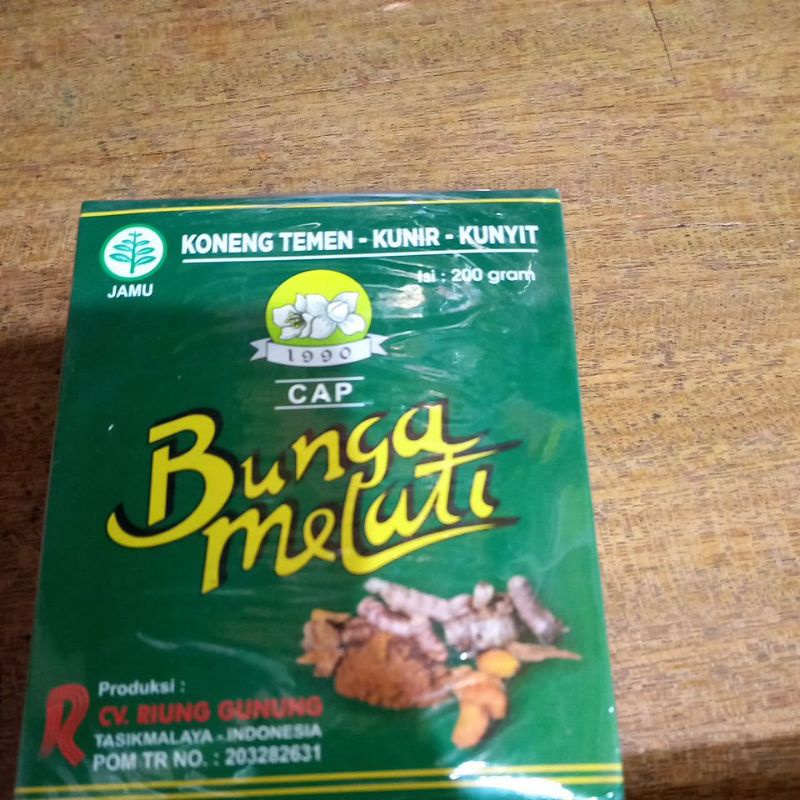 KONENG TEMEN - KUNIR - KUNYIT
Isi : 200 gram
JAMU
1990
CAP
Bunga
melati
Produksi :
R
CV. RIUNG GUNUNG
TASIKMALAYA - INDONESIA
POM TR NO. : 203282631